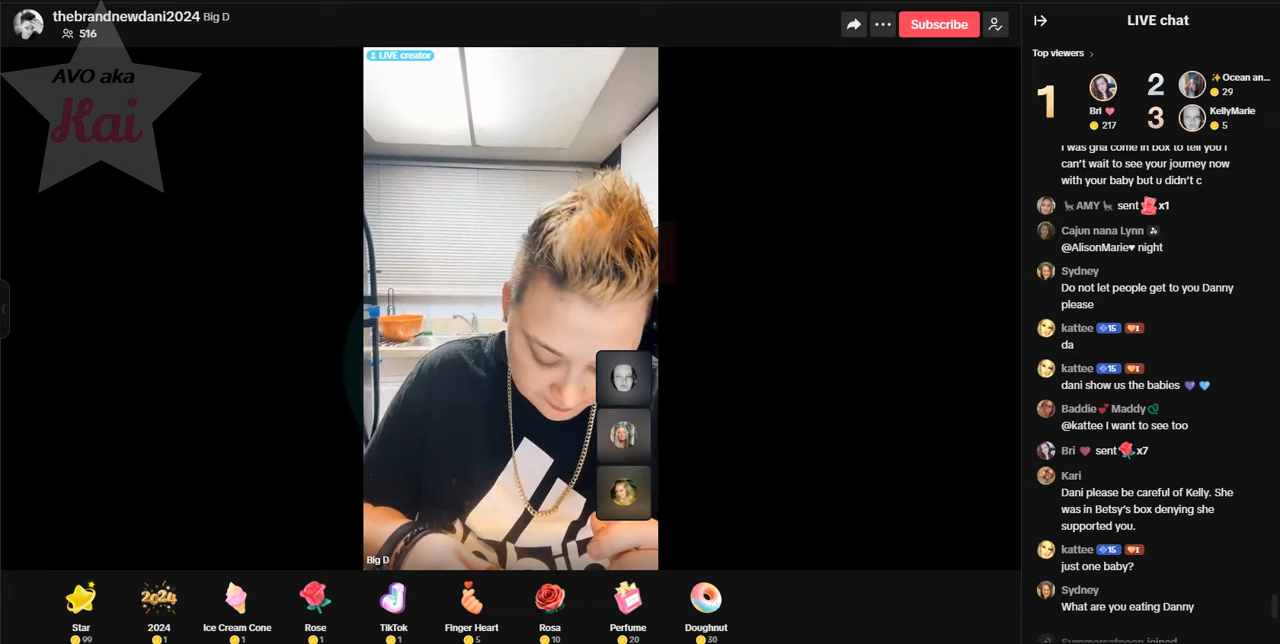 thebrandnewdani2024 Big D
516
Subscribe
AVO aka
Kai
LIVE creator
Big D
Star
99
2024
2024
1
Ice Cream Cone
1
Rose
1
TikTok
1
Finger Heart
5
Rosa
10
Perfume
20
Doughnut
30
LIVE chat
Top viewers
1
Bri
217
2
Ocean an...
29
3
KellyMarie
5
I was gna come in box to tell you I
can't wait to see your journey now
with your baby but u didn't c
AMY sent x1
Cajun nana Lynn
@AlisonMarie♥ night
Sydney
Do not let people get to you Danny
please
kattee 15 I
da
kattee 15 I
dani show us the babies 💜 🩵
Baddie💕Maddy
@kattee I want to see too
Bri sent x7
Kari
Dani please be careful of Kelly. She
was in Betsy's box denying she
supported you.
kattee 15 I
just one baby?
Sydney
What are you eating Danny